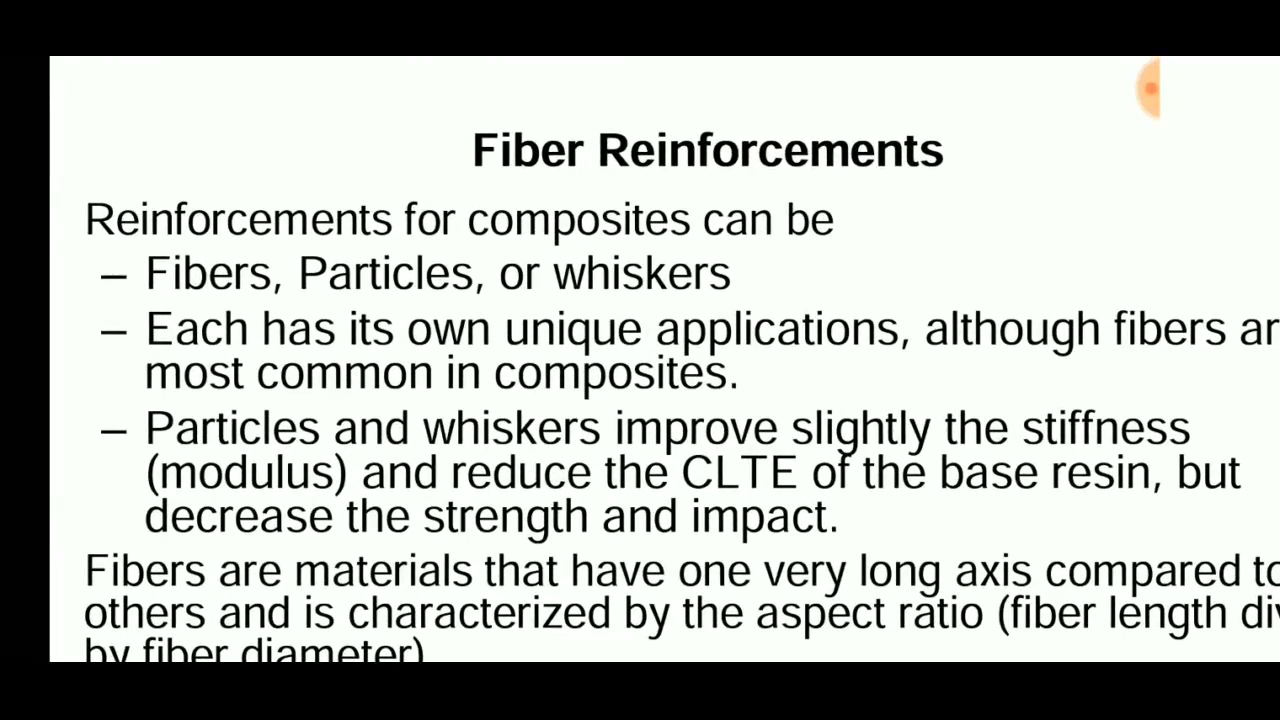 Fiber Reinforcements
Reinforcements for composites can be
– Fibers, Particles, or whiskers
– Each has its own unique applications, although fibers
most common in composites.
– Particles and whiskers improve slightly the stiffness
(modulus) and reduce the CLTE of the base resin, but
decrease the strength and impact.
Fibers are materials that have one very long axis compared
others and is characterized by the aspect ratio (fiber length
by fiber diameter)